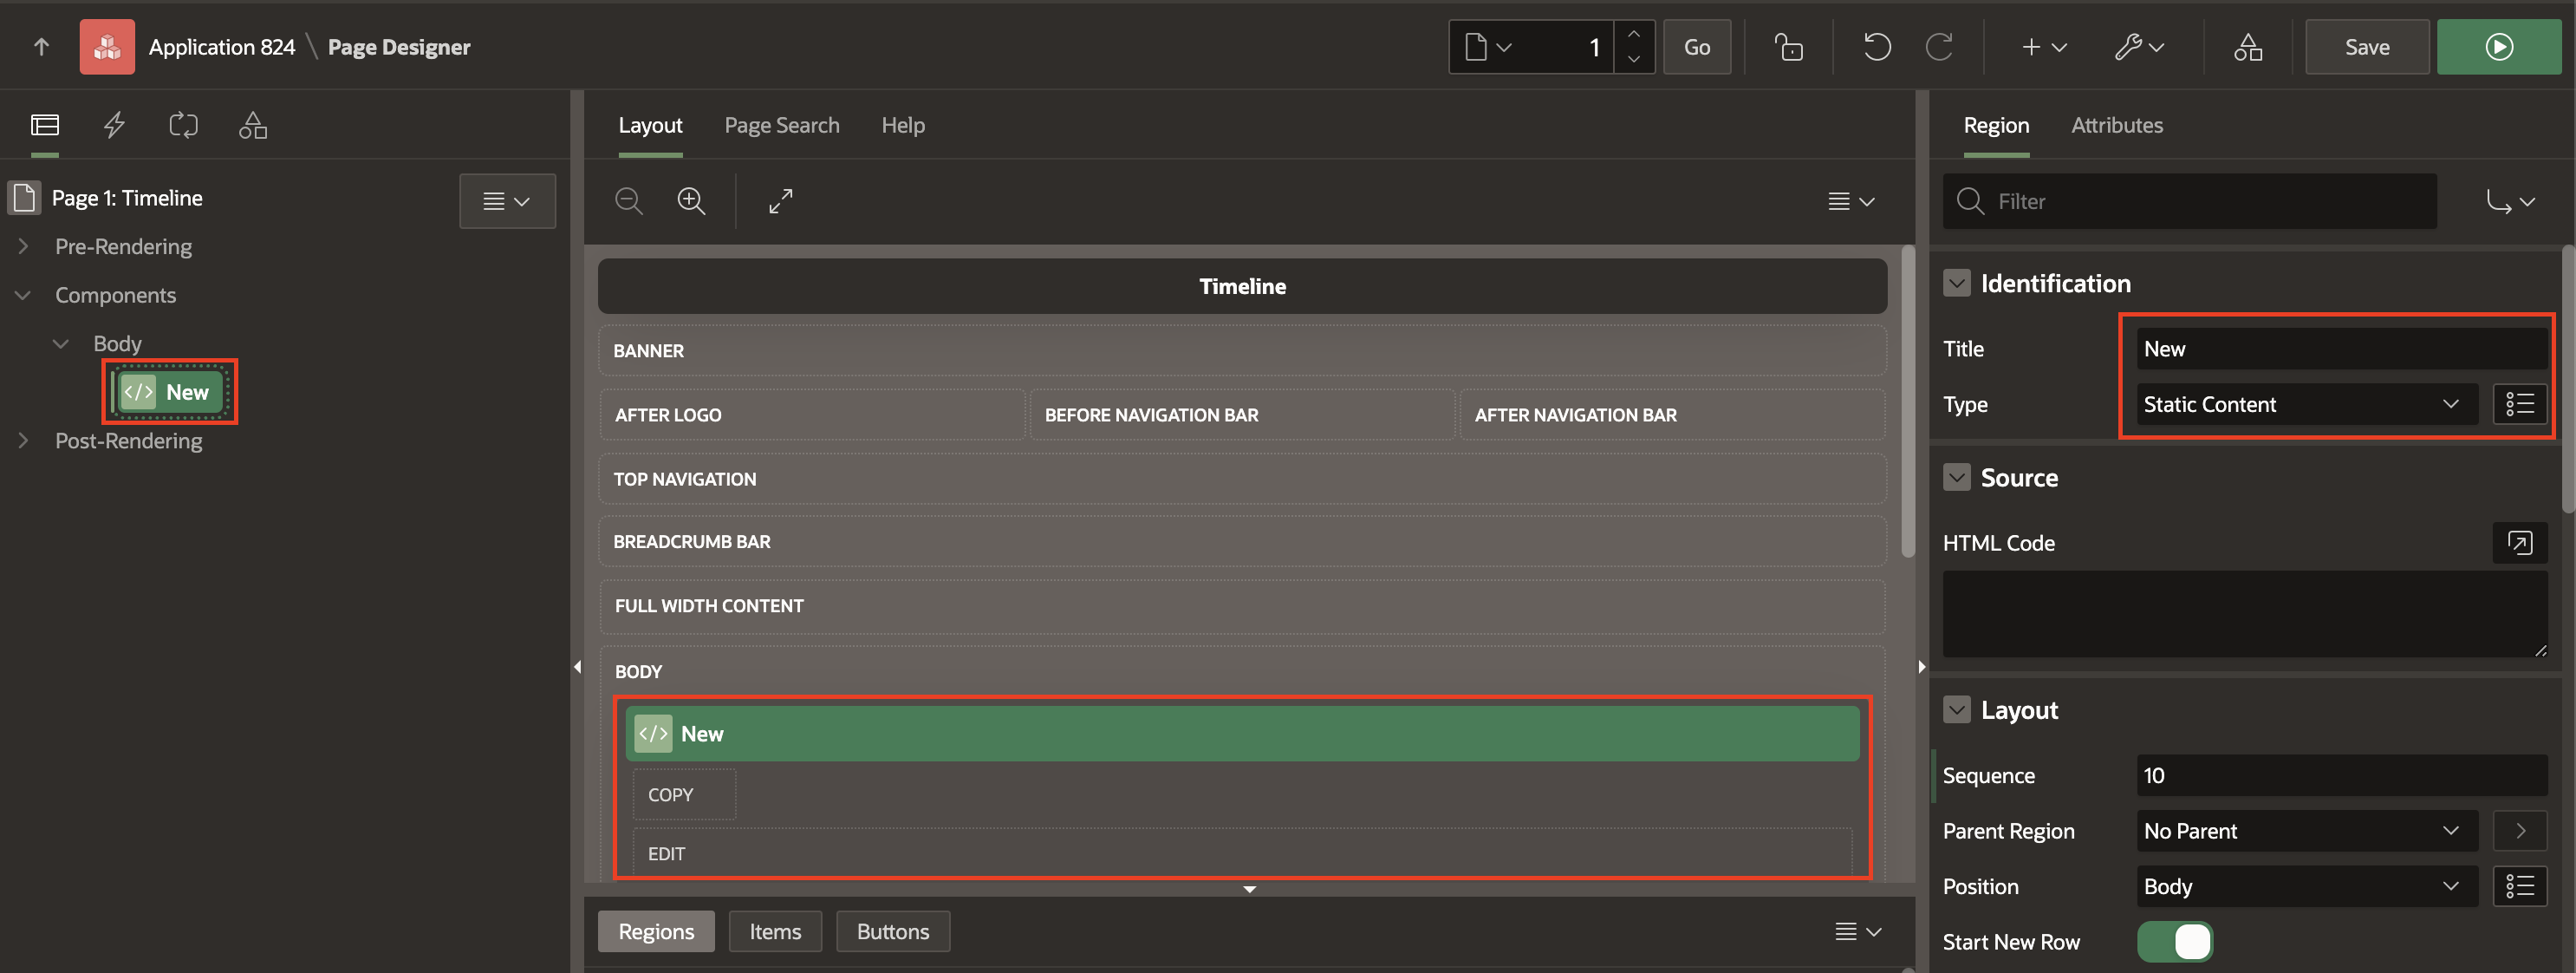 Application 824 \ Page Designer
1
Go
Save
Layout Page Search Help
Region Attributes
Page 1: Timeline
Filter
Pre-Rendering
Components
Body
</> New
Post-Rendering
Timeline
BANNER
AFTER LOGO BEFORE NAVIGATION BAR AFTER NAVIGATION BAR
TOP NAVIGATION
BREADCRUMB BAR
FULL WIDTH CONTENT
BODY
</> New
COPY
EDIT
Regions Items Buttons
Identification
Title New
Type Static Content
Source
HTML Code
Layout
Sequence 10
Parent Region No Parent
Position Body
Start New Row